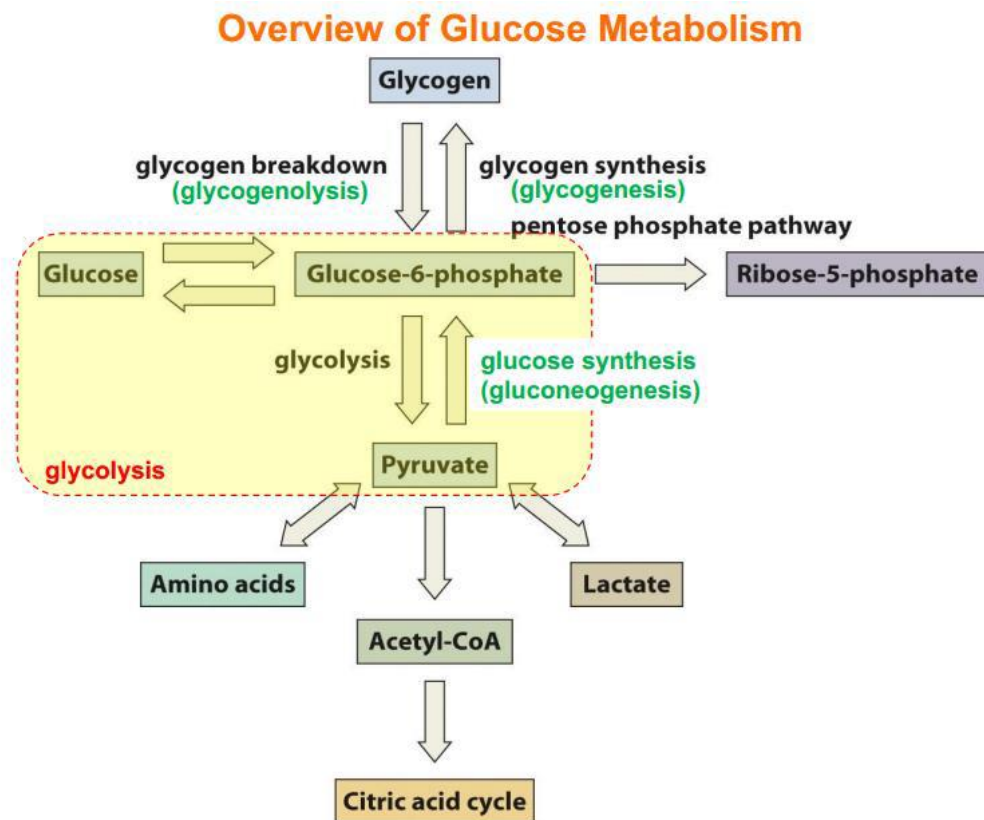 Overview of Glucose Metabolism
Glycogen
glycogen breakdown
(glycogenolysis)
glycogen synthesis
(glycogenesis)
pentose phosphate pathway
Glucose
Glucose-6-phosphate
Ribose-5-phosphate
glycolysis
glucose synthesis
(gluconeogenesis)
glycolysis
Pyruvate
Amino acids
Lactate
Acetyl-CoA
Citric acid cycle